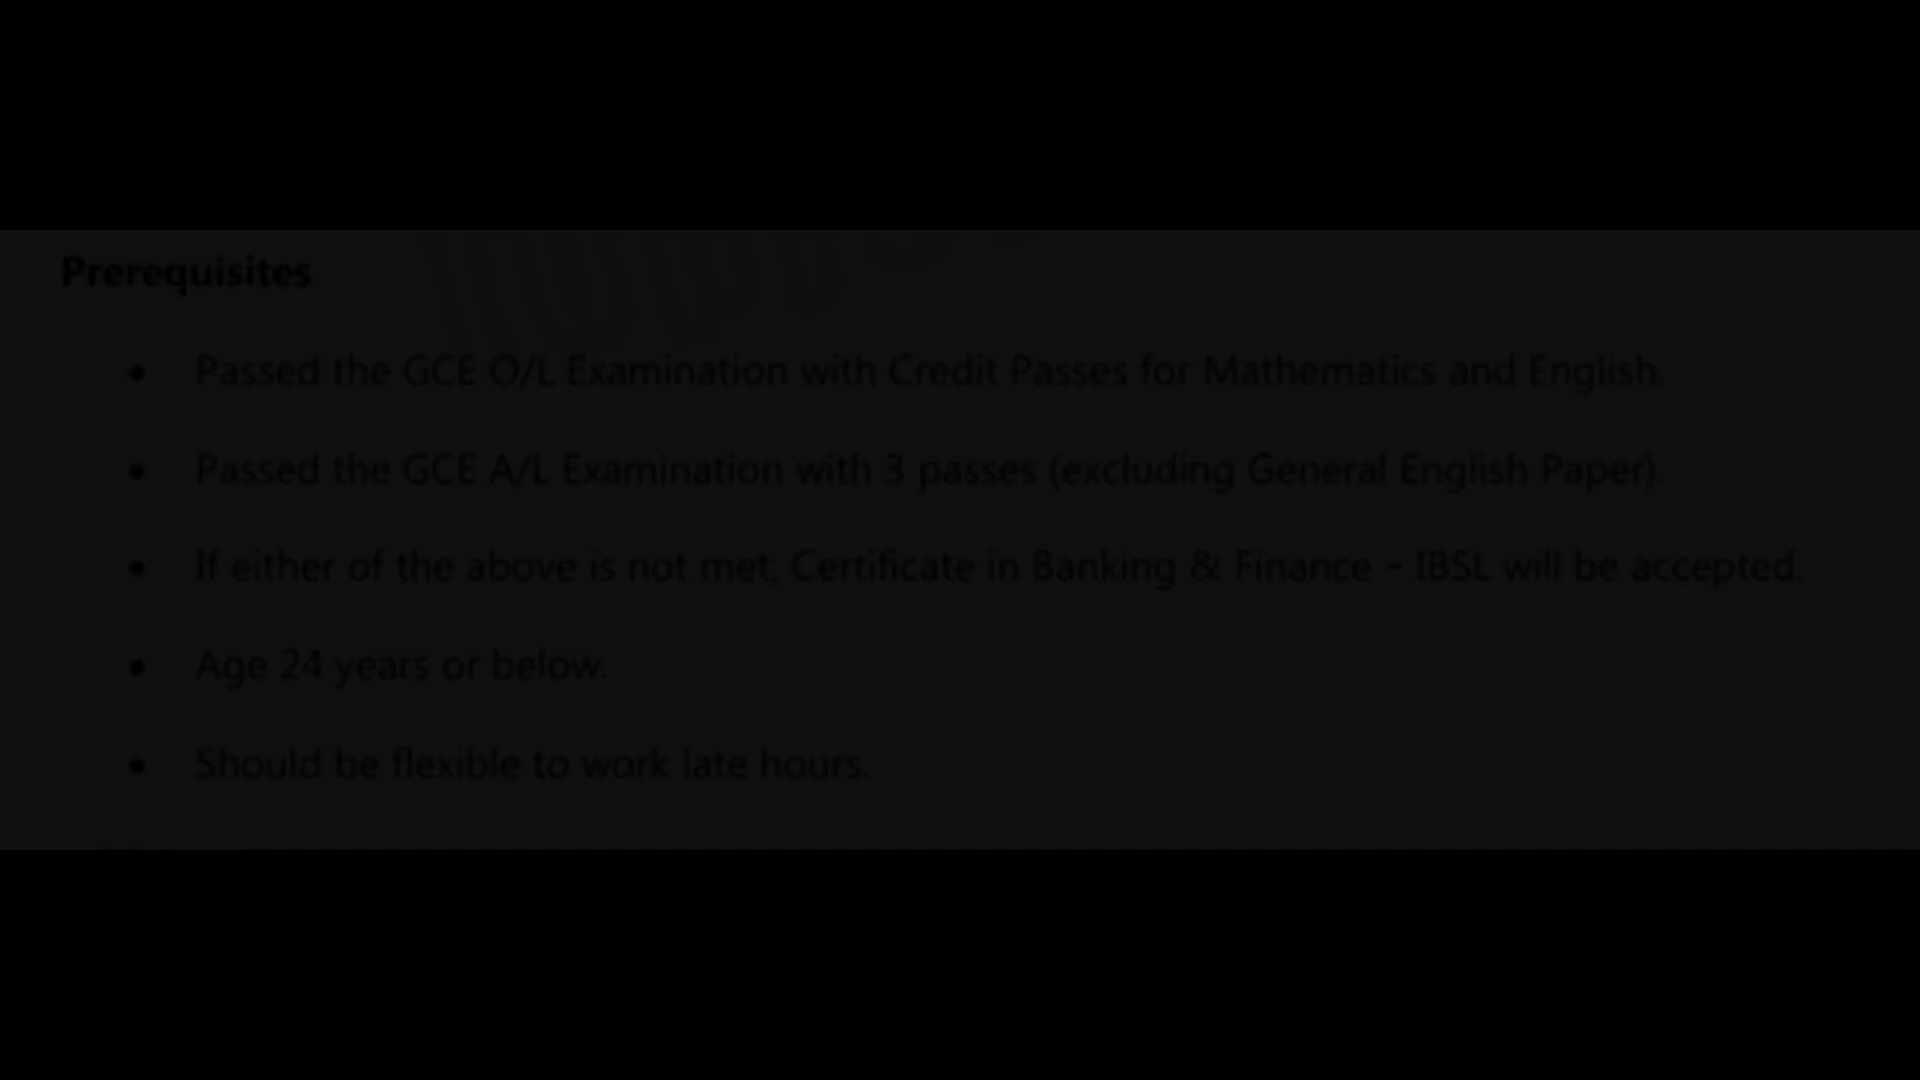 Prerequisites
• Passed the GCE O/L Examination with Credit Passes for Mathematics and English.
• Passed the GCE A/L Examination with 3 passes (excluding General English Paper).
• If either of the above is not met, Certificate in Banking & Finance - IBSL will be accepted.
• Age 24 years or below.
• Should be flexible to work late hours.